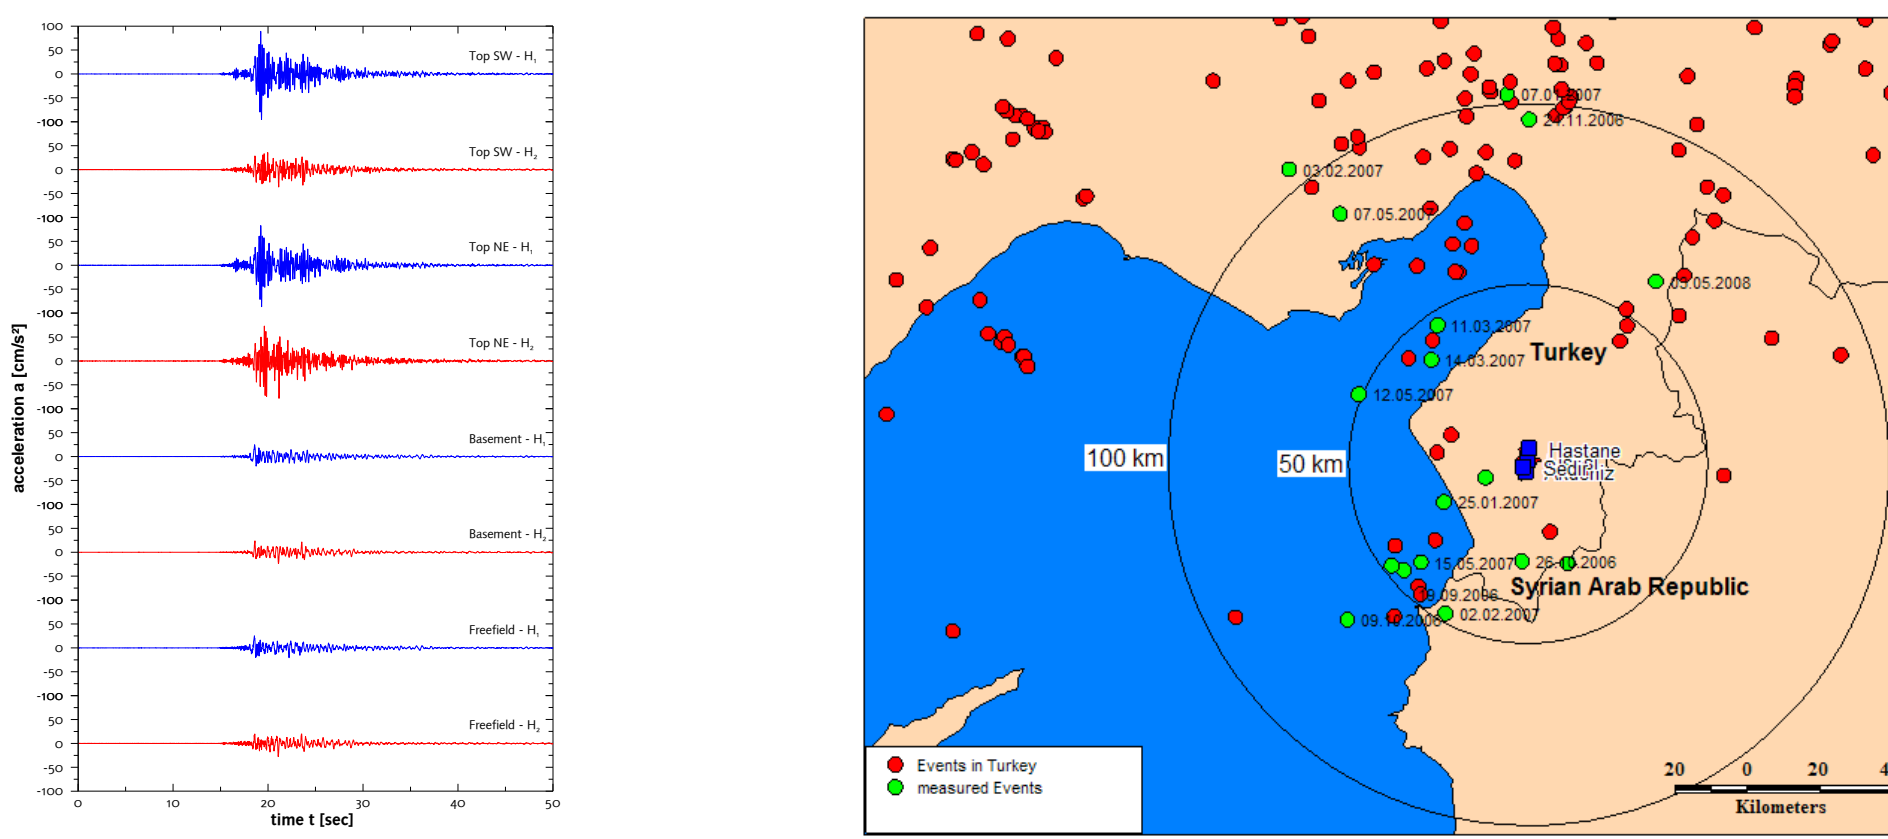 acceleration a [cm/s²]
100
50
0
-50
-100
50
0
-50
-100
50
0
-50
-100
50
0
-50
-100
50
0
-50
-100
50
0
-50
-100
50
0
-50
-100
50
0
-50
-100
Top SW - H₁
Top SW - H₂
Top NE - H₁
Top NE - H₂
Basement - H₁
Basement - H₂
Freefield - H₁
Freefield - H₂
0 10 20 30 40 50
time t [sec]
07.01.2007
24.11.2006
03.02.2007
07.05.2007
03.05.2008
11.03.2007
Turkey
14.03.2007
12.05.2007
100 km
50 km
Hastane
25.01.2007
15.05.2007
26.10.2006
Syrian Arab Republic
19.09.2006
02.02.2007
09.10.2006
Events in Turkey
measured Events
20 0 20
Kilometers